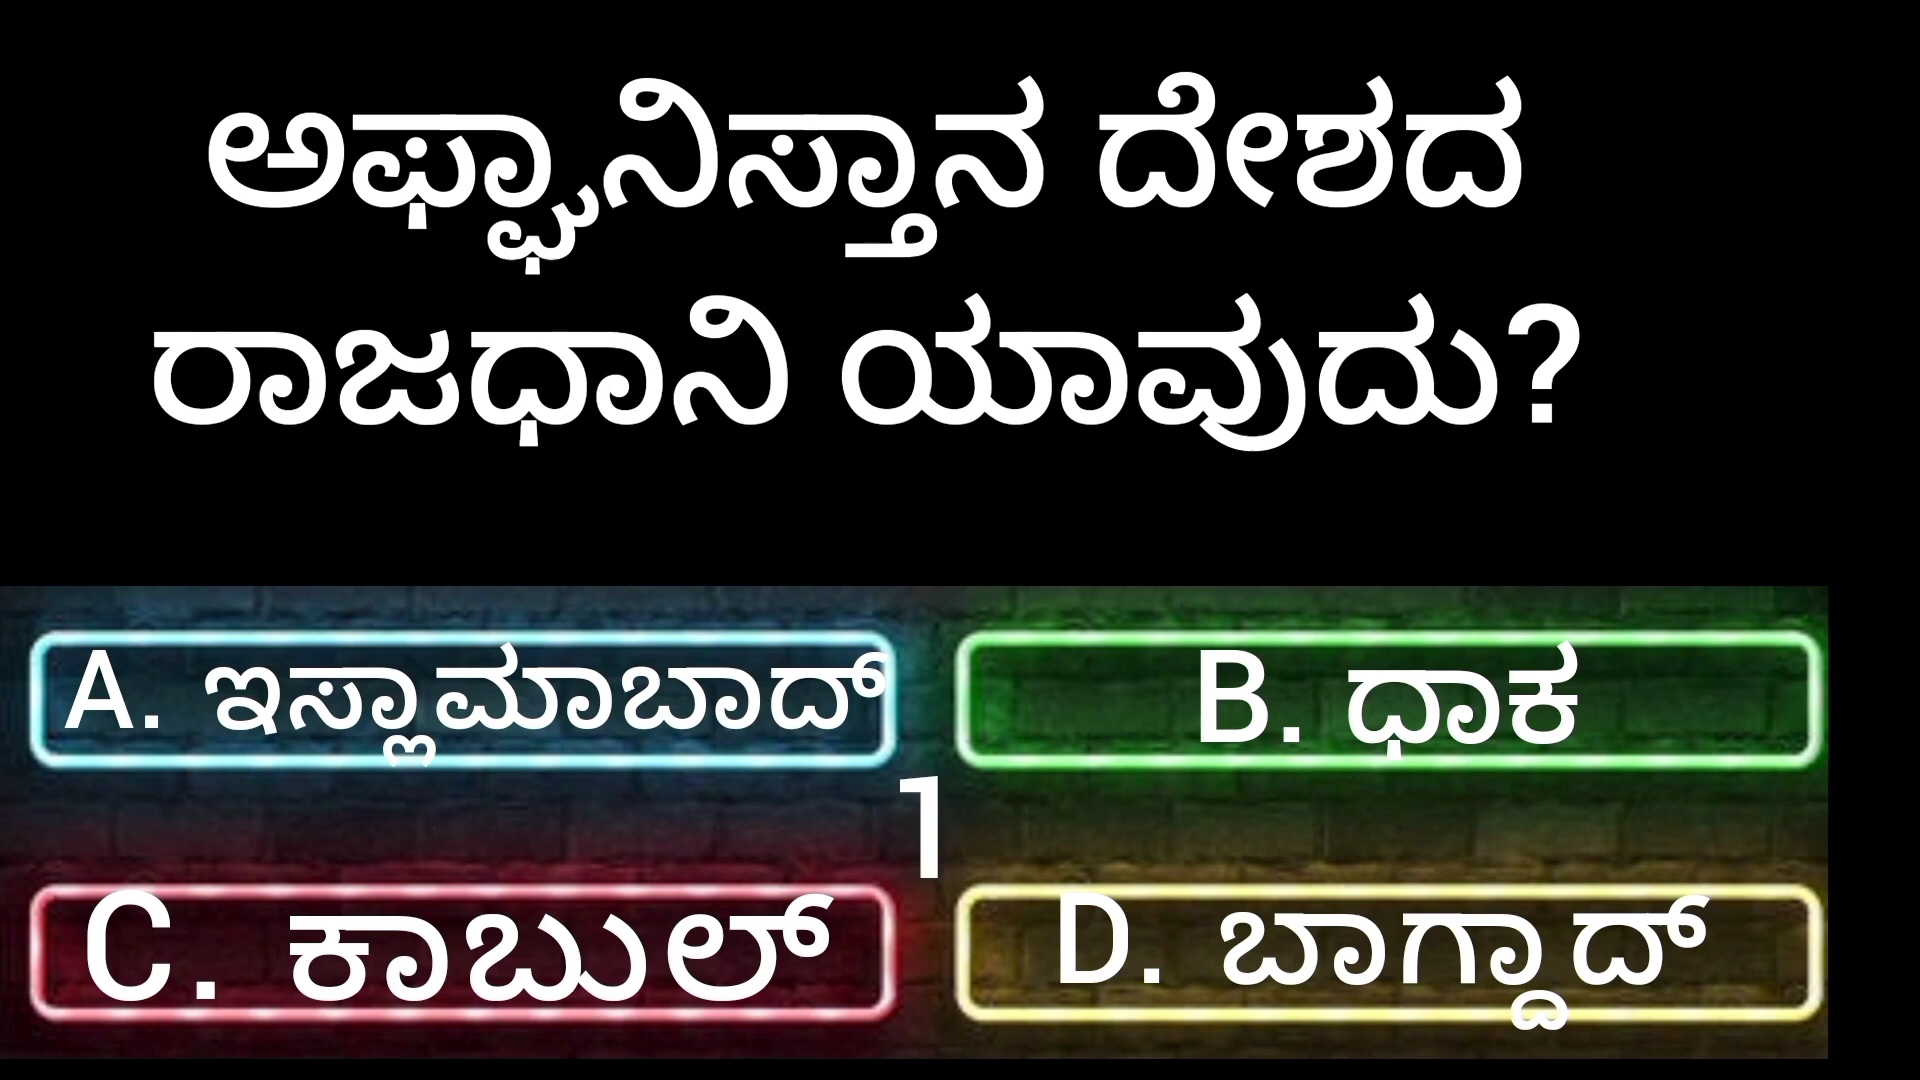 ಅಫ್ಘಾನಿಸ್ತಾನ ದೇಶದ
ರಾಜಧಾನಿ ಯಾವುದು?
A. ಇಸ್ಲಾಮಾಬಾದ್
B. ಧಾಕ
1
C. ಕಾಬುಲ್
D. ಬಾಗ್ದಾದ್